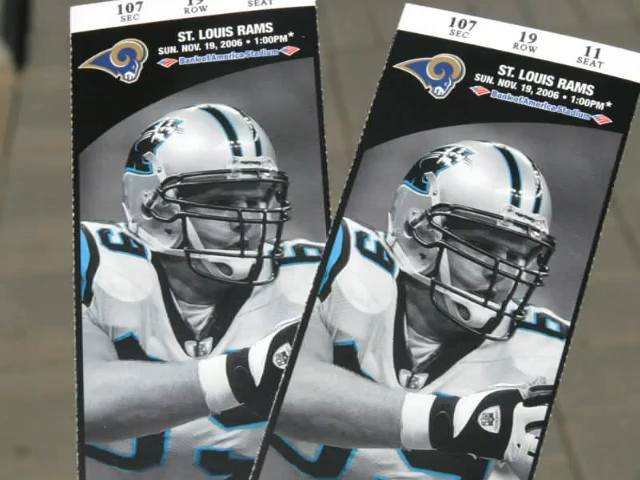 107 19
SEC ROW SEAT
ST. LOUIS RAMS
SUN. NOV. 19, 2006 • 1:00PM*
Bank of America Stadium
107 19 11
SEC ROW SEAT
ST. LOUIS RAMS
SUN. NOV. 19, 2006 • 1:00PM*
Bank of America Stadium